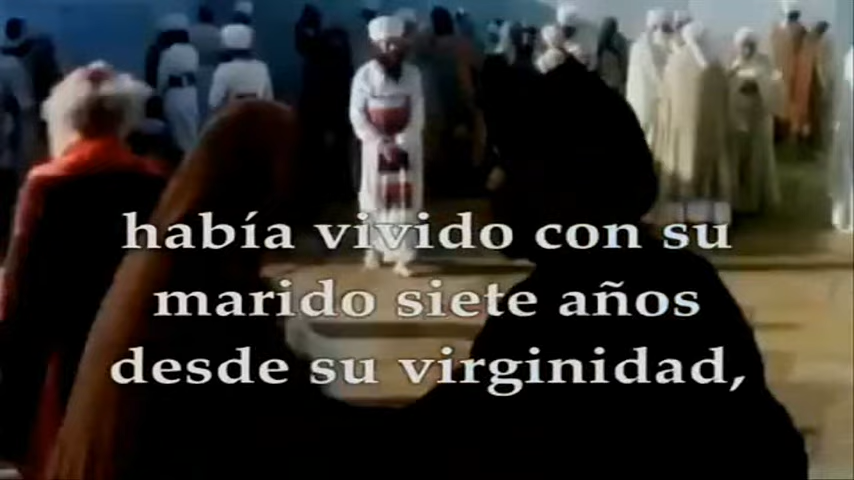 había vivido con su
marido siete años
desde su virginidad,